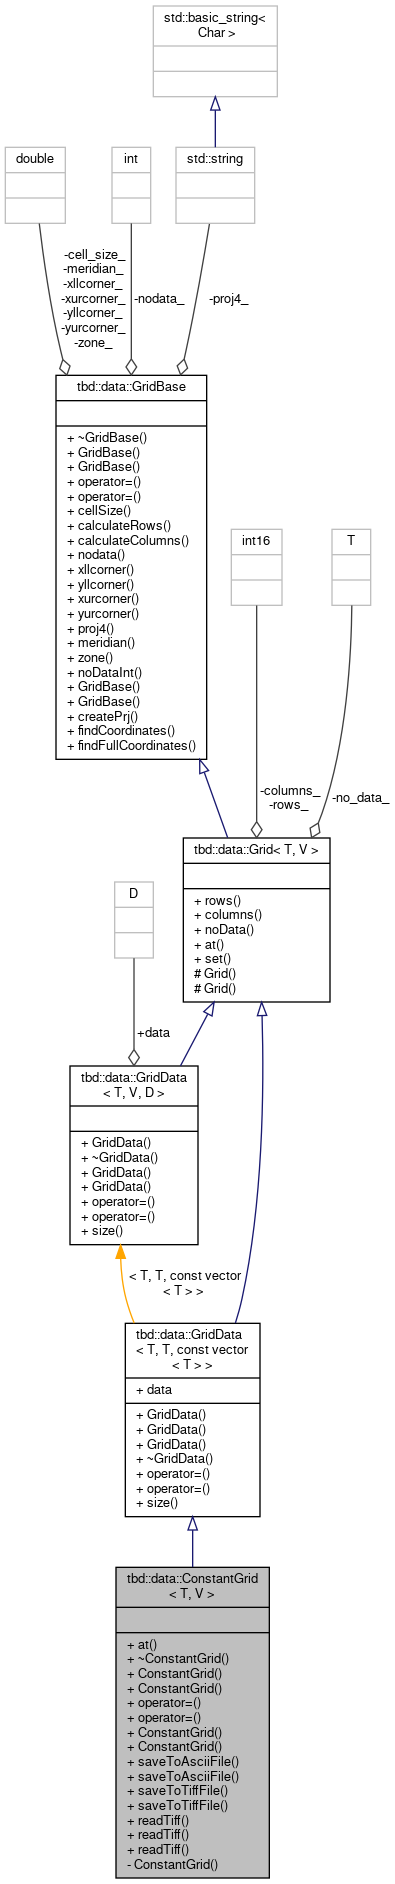 std::basic_string<
Char >
double
int
std::string
-cell_size_
-meridian_
-xllcorner_
-xurcorner_
-yllcorner_
-yurcorner_
-zone_
-nodata_
-proj4_
tbd::data::GridBase
+ ~GridBase()
+ GridBase()
+ GridBase()
+ operator=()
+ operator=()
+ cellSize()
+ calculateRows()
+ calculateColumns()
+ nodata()
+ xllcorner()
+ yllcorner()
+ xurcorner()
+ yurcorner()
+ proj4()
+ meridian()
+ zone()
+ noDataInt()
+ GridBase()
+ GridBase()
+ createPrj()
+ findCoordinates()
+ findFullCoordinates()
int16
T
-columns_
-rows_
-no_data_
tbd::data::Grid< T, V >
+ rows()
+ columns()
+ noData()
+ at()
+ set()
# Grid()
# Grid()
D
+data
tbd::data::GridData
< T, V, D >
+ GridData()
+ ~GridData()
+ GridData()
+ GridData()
+ operator=()
+ operator=()
+ size()
< T, T, const vector
< T > >
tbd::data::GridData
< T, T, const vector
< T > >
+ data
+ GridData()
+ GridData()
+ GridData()
+ ~GridData()
+ operator=()
+ operator=()
+ size()
tbd::data::ConstantGrid
< T, V >
+ at()
+ ~ConstantGrid()
+ ConstantGrid()
+ ConstantGrid()
+ operator=()
+ operator=()
+ ConstantGrid()
+ ConstantGrid()
+ saveToAsciiFile()
+ saveToAsciiFile()
+ saveToTiffFile()
+ saveToTiffFile()
+ readTiff()
+ readTiff()
+ readTiff()
- ConstantGrid()